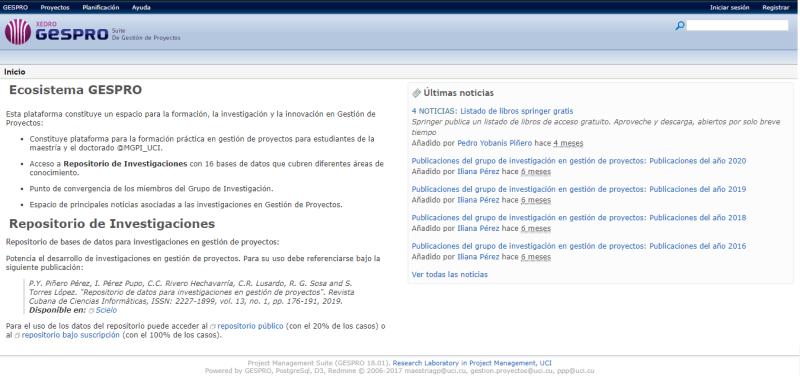 GESPRO Proyectos Planificación Ayuda Iniciar sesión Registrar
XEDRO
GESPRO Suite
De Gestión de Proyectos
Inicio
Ecosistema GESPRO
Esta plataforma constituye un espacio para la formación, la investigación y la innovación en Gestión de
Proyectos:
Constituye plataforma para la formación práctica en gestión de proyectos para estudiantes de la
maestría y el doctorado @MGPI_UCI.
Acceso a Repositorio de Investigaciones con 16 bases de datos que cubren diferentes áreas de
conocimiento.
Punto de convergencia de los miembros del Grupo de Investigación.
Espacio de principales noticias asociadas a las investigaciones en Gestión de Proyectos.
Repositorio de Investigaciones
Repositorio de bases de datos para investigaciones en gestión de proyectos:
Potencia el desarrollo de investigaciones en gestión de proyectos. Para su uso debe referenciarse bajo la
siguiente publicación:
P.Y. Piñero Pérez, I. Pérez Pupo, C.C. Rivero Hechavarría, C.R. Lusardo, R. G. Sosa and S.
Torres López. "Repositorio de datos para investigaciones en gestión de proyectos". Revista
Cubana de Ciencias Informáticas, ISSN: 2227-1899, vol. 13, no. 1, pp. 176-191, 2019.
Disponible en: Scielo
Para el uso de los datos del repositorio puede acceder al repositorio público (con el 20% de los casos) o
al repositorio bajo suscripción (con el 100% de los casos).
Últimas noticias
4 NOTICIAS: Listado de libros springer gratis
Springer publica un listado de libros de acceso gratuito. Aproveche y descarga, abiertos por solo breve
tiempo
Añadido por Pedro Yobanis Piñero hace 4 meses
Publicaciones del grupo de investigación en gestión de proyectos: Publicaciones del año 2020
Añadido por Iliana Pérez hace 6 meses
Publicaciones del grupo de investigación en gestión de proyectos: Publicaciones del año 2019
Añadido por Iliana Pérez hace 6 meses
Publicaciones del grupo de investigación en gestión de proyectos: Publicaciones del año 2018
Añadido por Iliana Pérez hace 6 meses
Publicaciones del grupo de investigación en gestión de proyectos: Publicaciones del año 2016
Añadido por Iliana Pérez hace 6 meses
Ver todas las noticias
Project Management Suite (GESPRO 18.01). Research Laboratory in Project Management, UCI
Powered by GESPRO, PostgreSql, D3, Redmine © 2006-2017 maestriagp@uci.cu, gestion.proyectos@uci.cu, ppp@uci.cu